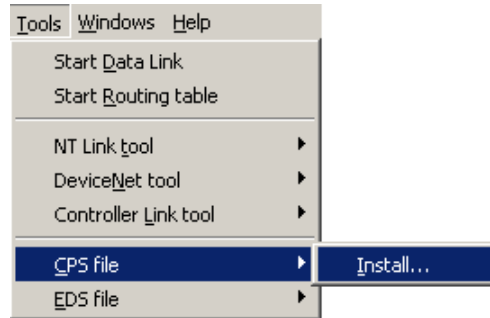 Tools Windows Help
Start Data Link
Start Routing table
NT Link tool
DeviceNet tool
Controller Link tool
CPS file
Install...
EDS file